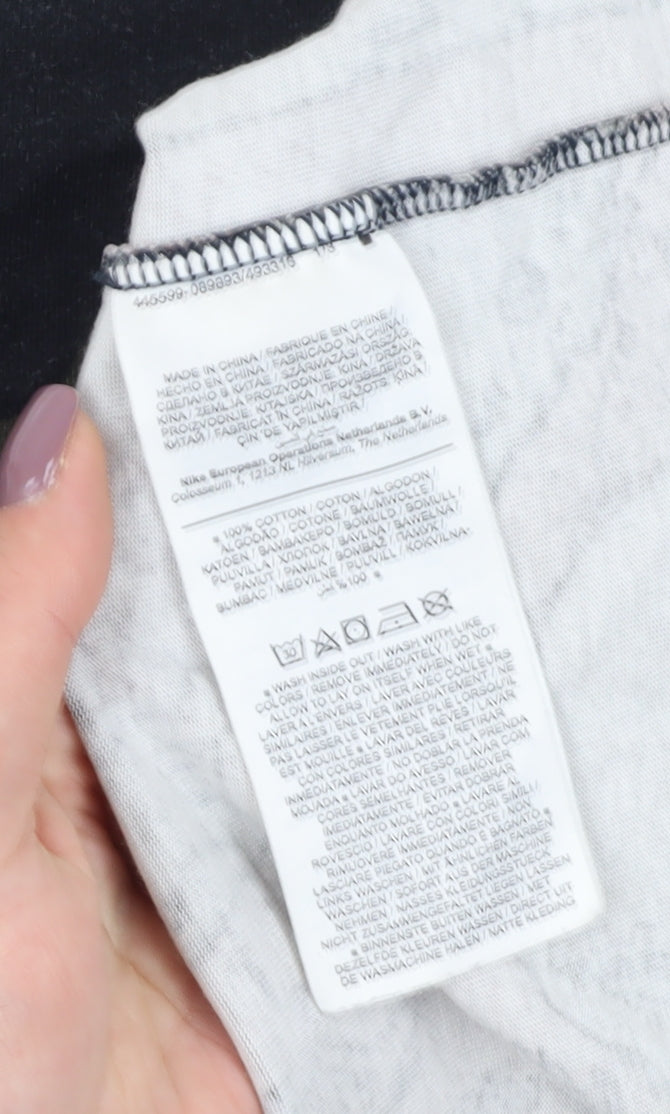 445599-089893/493316 1/3
MADE IN CHINA / FABRIQUE EN CHINE /
HECHO EN CHINA / FABRICADO NA CHINA /
СДЕЛАНО В КИТАЕ / SZÁRMAZÁSI ORSZÁG
KINA / ZEMLJA PROIZVODNJE KINA / DRŽAVA
PROIZVODNJE: KITAJSKA / ПРОИЗВЕДЕНО В
КИТАЙ / FABRICAT ÎN CHINA / RAŽOTS ĶĪNĀ /
ÇİN'DE YAPILMIŞTIR /
Nike European Operations Netherlands B.V.
Colosseum 1, 1213 NL Hilversum, The Netherlands
100% COTTON / COTON / ALGODÓN /
ALGODÃO / COTONE / BAUMWOLLE /
KATOEN / ΒΑΜΒΑΚΕΡΟ / BOMULD / BOMULL /
PUUVILLA / ХЛОПОК / BAVLNA / BAWEŁNA /
PAMUT / PAMUK / BOMBAŽ / ПАМУК /
BUMBAC / MEDVILNĖ / PUUVILL / KOKVILNA
% 100
30
WASH INSIDE OUT / WASH WITH LIKE
COLORS / REMOVE IMMEDIATELY / DO NOT
ALLOW TO LAY ON ITSELF WHEN WET
LAVER À L'ENVERS / LAVER AVEC COULEURS
SIMILAIRES / ENLEVER IMMÉDIATEMENT / NE
PAS LAISSER LE VÊTEMENT PLIÉ LORSQU'IL
EST MOUILLÉ LAVAR DEL REVÉS / LAVAR
CON COLORES SIMILARES / RETIRAR
INMEDIATAMENTE / NO DOBLAR LA PRENDA
MOJADA LAVAR DO AVESSO / LAVAR COM
CORES SEMELHANTES / REMOVER
IMEDIATAMENTE / EVITAR DOBRAR
ENQUANTO MOLHADO LAVARE A
ROVESCIO / LAVARE CON COLORI SIMILI /
RIMUOVERE IMMEDIATAMENTE / NON
LASCIARE PIEGATO QUANDO È BAGNATO
LINKS WASCHEN / MIT ÄHNLICHEN FARBEN
WASCHEN / SOFORT AUS DER MASCHINE
NEHMEN / NASSES KLEIDUNGSSTÜCK
NICHT ZUSAMMENGEFALTET LIEGEN LASSEN
BINNENSTE BUITEN WASSEN / MET
DEZELFDE KLEUREN WASSEN / DIRECT UIT
DE WASMACHINE HALEN / NATTE KLEDING